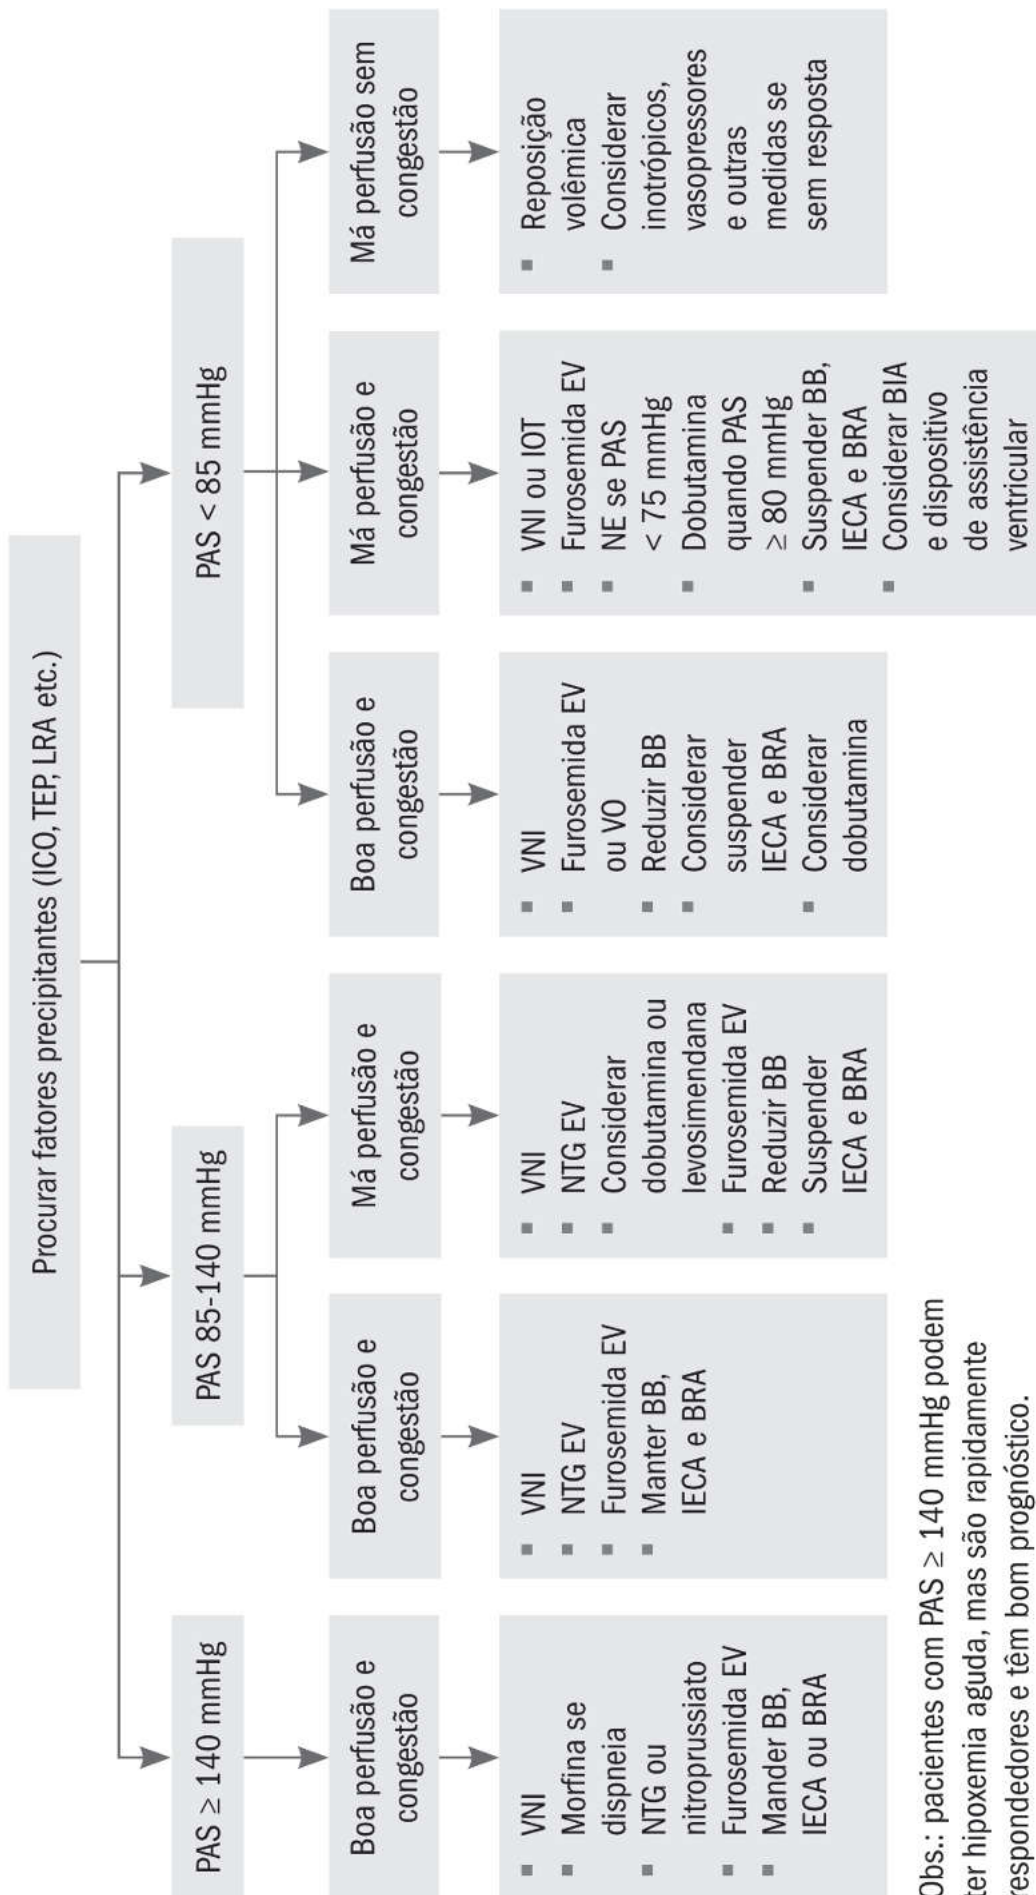 Procurar fatores precipitantes (ICO, TEP, LRA etc.)
PAS ≥ 140 mmHg
Boa perfusão e
congestão
▪ VNI
▪ Morfina se
dispneia
▪ NTG ou
nitroprussiato
▪ Furosemida EV
▪ Mander BB,
IECA ou BRA
PAS 85-140 mmHg
Boa perfusão e
congestão
▪ VNI
▪ NTG EV
▪ Furosemida EV
▪ Manter BB,
IECA e BRA
Má perfusão e
congestão
▪ VNI
▪ NTG EV
▪ Considerar
dobutamina ou
levosimendana
▪ Furosemida EV
▪ Reduzir BB
▪ Suspender
IECA e BRA
PAS < 85 mmHg
Boa perfusão e
congestão
▪ VNI
▪ Furosemida EV
ou VO
▪ Reduzir BB
▪ Considerar
suspender
IECA e BRA
▪ Considerar
dobutamina
Má perfusão e
congestão
▪ VNI ou IOT
▪ Furosemida EV
▪ NE se PAS
< 75 mmHg
▪ Dobutamina
quando PAS
≥ 80 mmHg
▪ Suspender BB,
IECA e BRA
▪ Considerar BIA
e dispositivo
de assistência
ventricular
Má perfusão sem
congestão
▪ Reposição
volêmica
▪ Considerar
inotrópicos,
vasopressores
e outras
medidas se
sem resposta
Obs.: pacientes com PAS ≥ 140 mmHg podem
ter hipoxemia aguda, mas são rapidamente
respondedores e têm bom prognóstico.